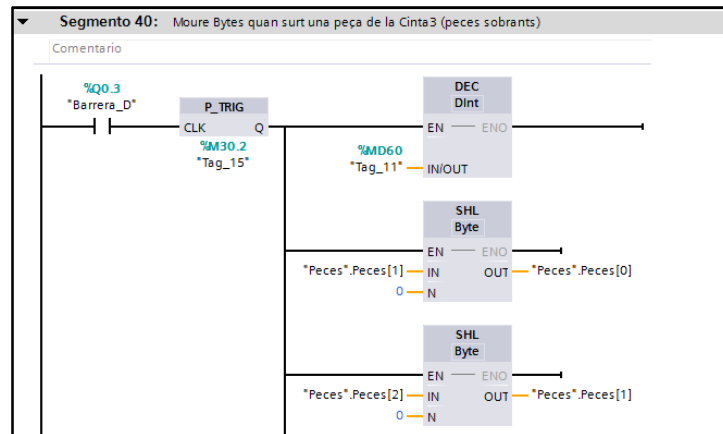 Segmento 40: Moure Bytes quan surt una peça de la Cinta3 (peces sobrants)
Comentario
%Q0.3
"Barrera_D"
P_TRIG
CLK Q
%M30.2
"Tag_15"
DEC
DInt
EN ENO
%MD60
"Tag_11" IN/OUT
SHL
Byte
EN ENO
"Peces".Peces[1] IN OUT "Peces".Peces[0]
0 N
SHL
Byte
EN ENO
"Peces".Peces[2] IN OUT "Peces".Peces[1]
0 N